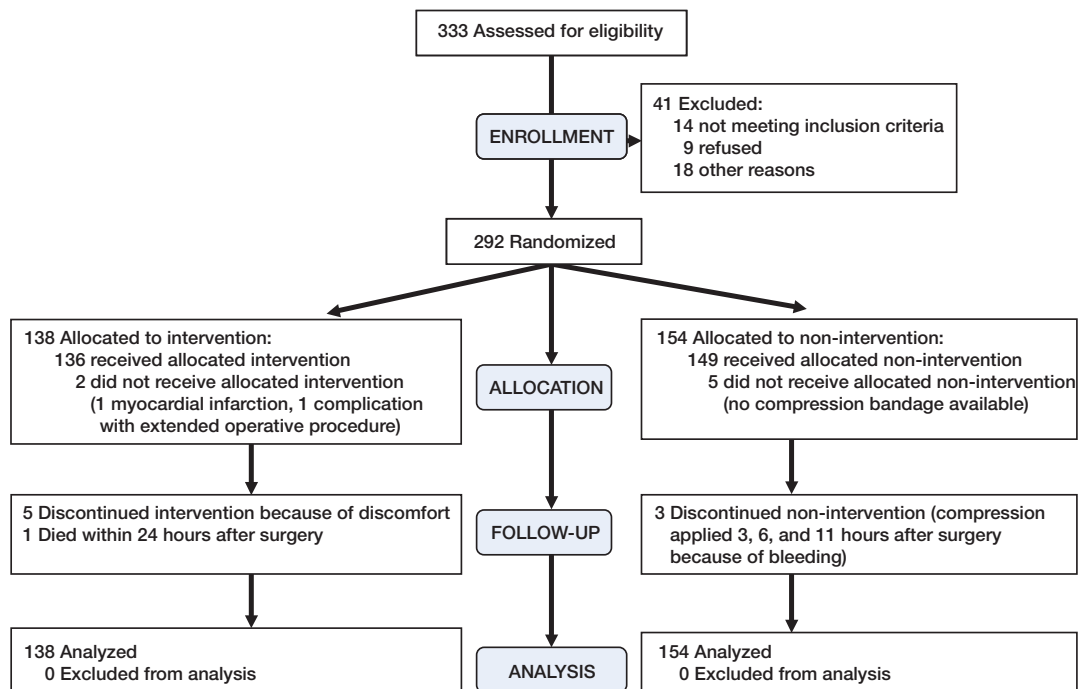 333 Assessed for eligibility
ENROLLMENT
41 Excluded:
14 not meeting inclusion criteria
9 refused
18 other reasons
292 Randomized
138 Allocated to intervention:
136 received allocated intervention
2 did not receive allocated intervention
(1 myocardial infarction, 1 complication
with extended operative procedure)
ALLOCATION
154 Allocated to non-intervention:
149 received allocated non-intervention
5 did not receive allocated non-intervention
(no compression bandage available)
5 Discontinued intervention because of discomfort
1 Died within 24 hours after surgery
FOLLOW-UP
3 Discontinued non-intervention (compression
applied 3, 6, and 11 hours after surgery
because of bleeding)
138 Analyzed
0 Excluded from analysis
ANALYSIS
154 Analyzed
0 Excluded from analysis